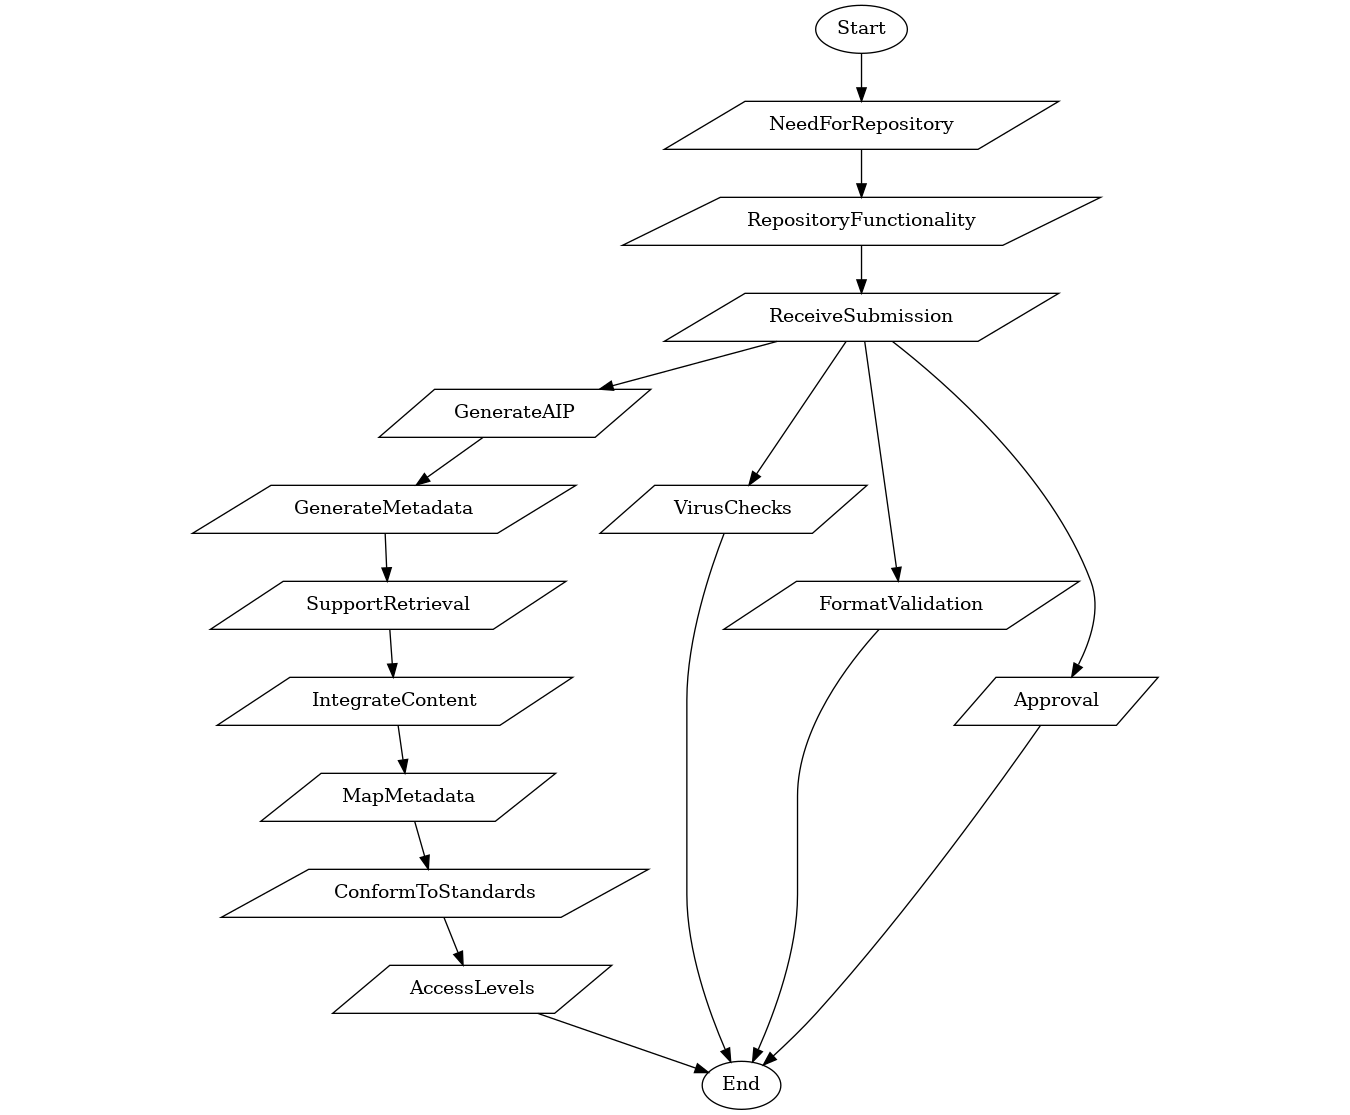 Start
NeedForRepository
RepositoryFunctionality
ReceiveSubmission
GenerateAIP
GenerateMetadata
VirusChecks
SupportRetrieval
FormatValidation
IntegrateContent
Approval
MapMetadata
ConformToStandards
AccessLevels
End